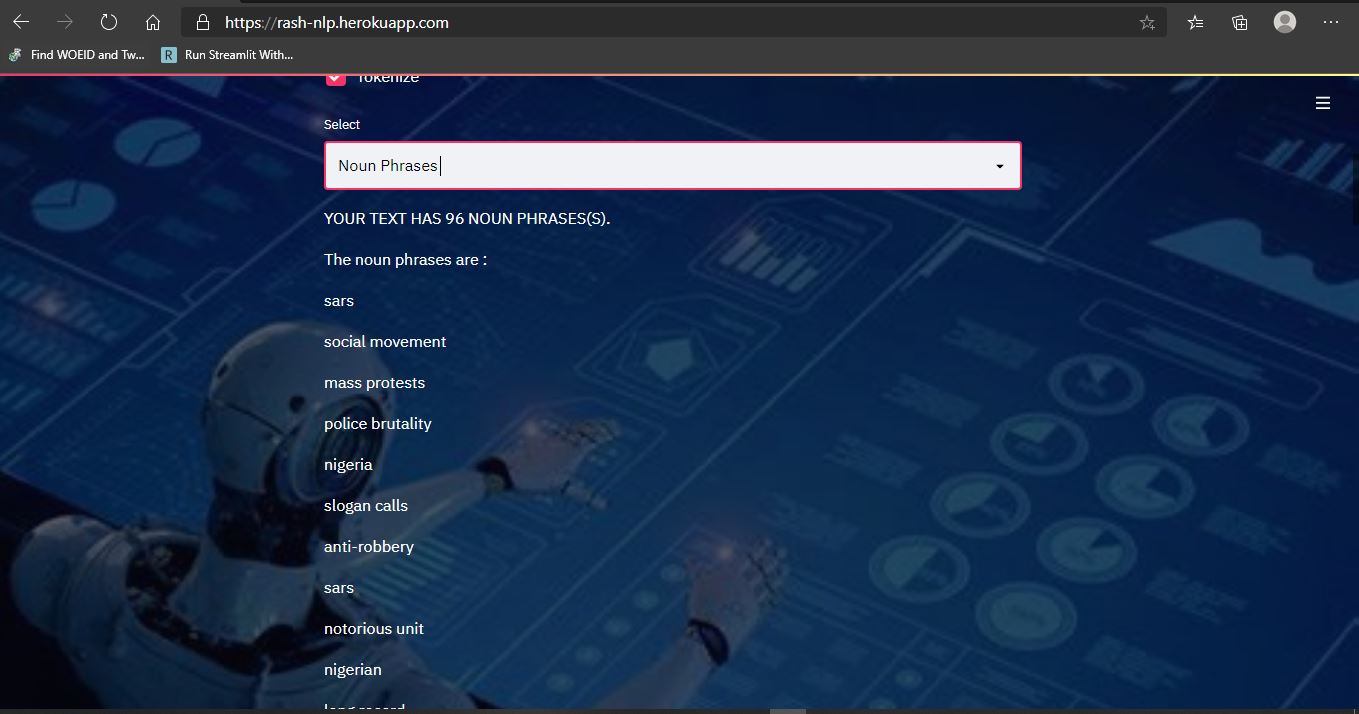 https://rash-nlp.herokuapp.com
Find WOEID and Tw... R Run Streamlit With...
Tokenize
Select
Noun Phrases
YOUR TEXT HAS 96 NOUN PHRASES(S).
The noun phrases are :
sars
social movement
mass protests
police brutality
nigeria
slogan calls
anti-robbery
sars
notorious unit
nigerian
long record